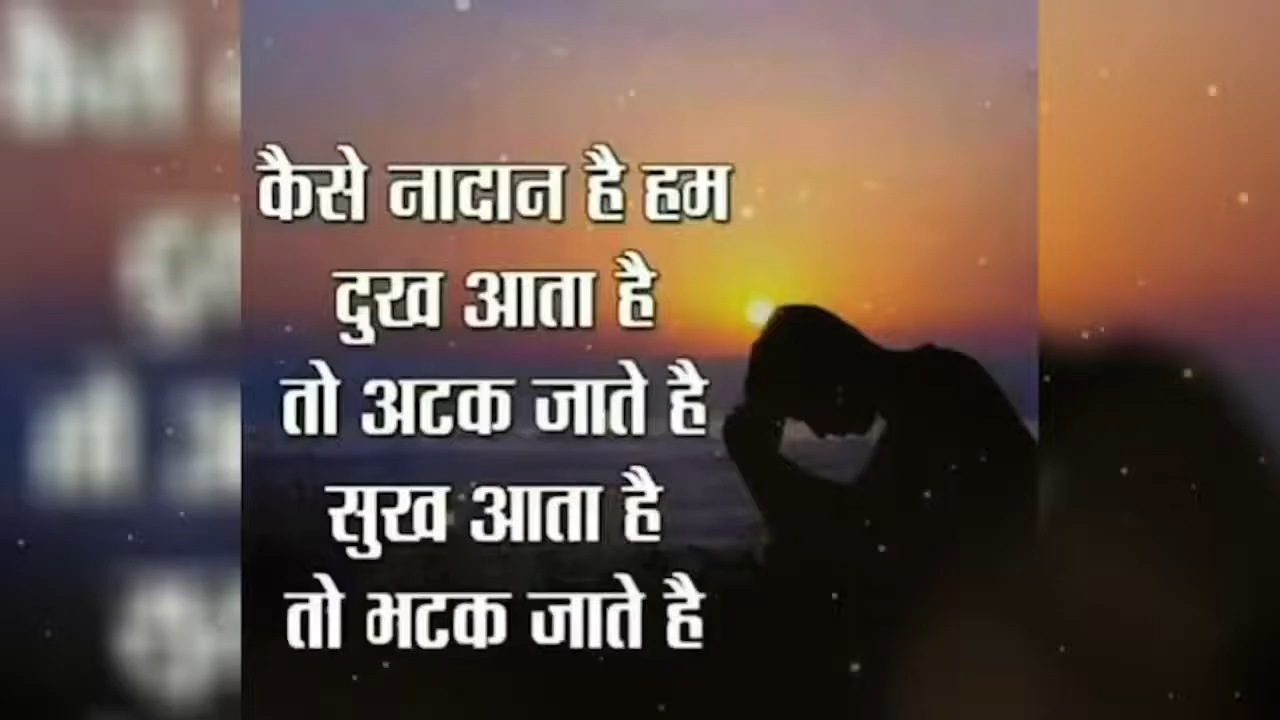 कैसे नादान है हम
दुख आता है
तो अटक जाते है
सुख आता है
तो भटक जाते है